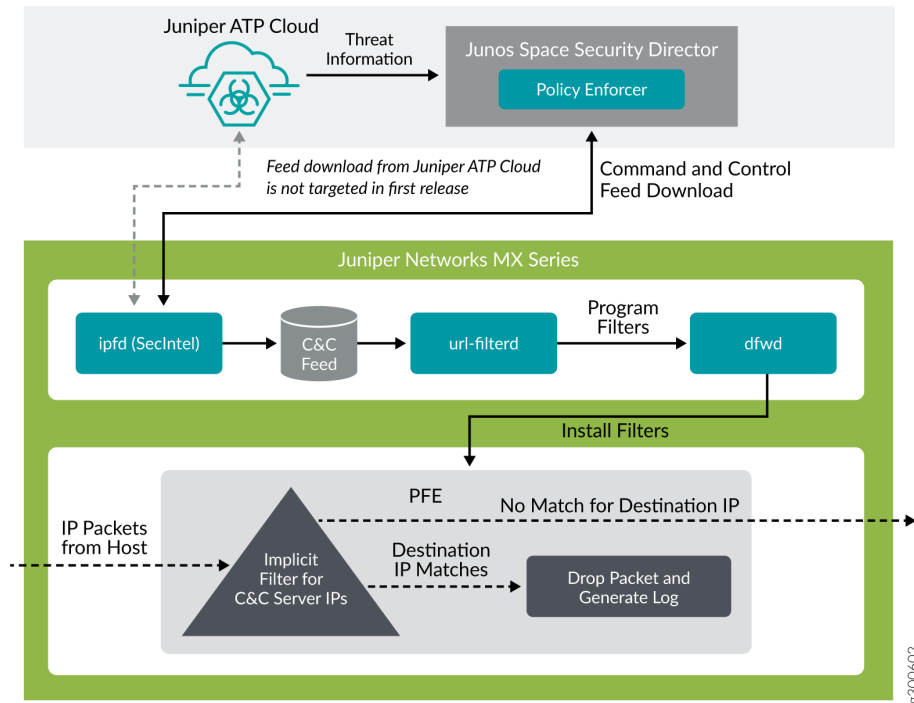 Juniper ATP Cloud
Threat
Information
Junos Space Security Director
Policy Enforcer
Feed download from Juniper ATP Cloud
is not targeted in first release
Command and Control
Feed Download
Juniper Networks MX Series
ipfd (SecIntel)
C&C
Feed
url-filterd
Program
Filters
dfwd
Install Filters
PFE
No Match for Destination IP
IP Packets
from Host
Implicit
Filter for
C&C Server IPs
Destination
IP Matches
Drop Packet and
Generate Log
g300602